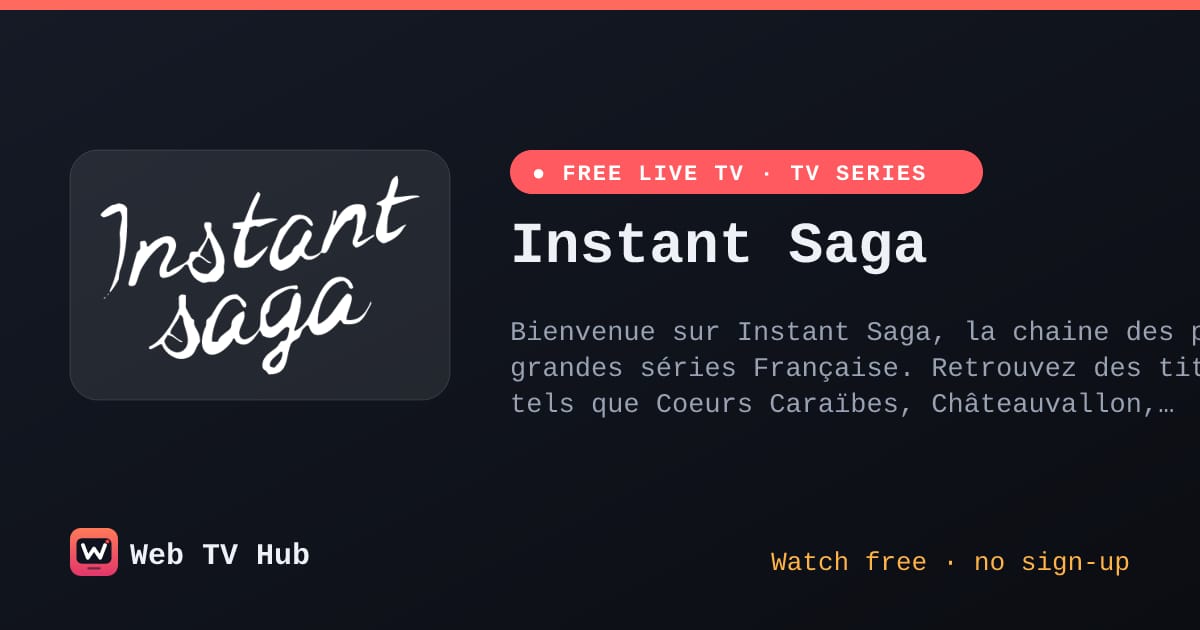 Instant
saga
• FREE LIVE TV · TV SERIES
Instant Saga
Bienvenue sur Instant Saga, la chaine des
grandes séries Française. Retrouvez des
tels que Coeurs Caraïbes, Châteauvallon,…
W
Web TV Hub
Watch free · no sign-up